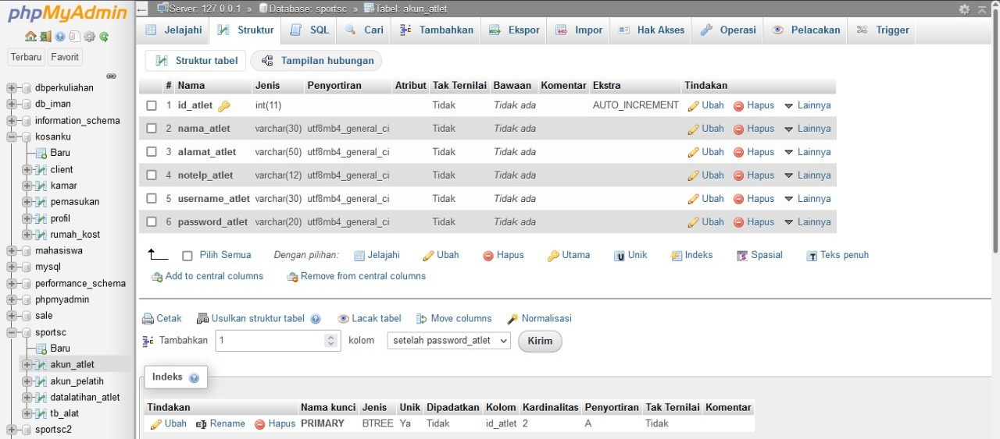 phpMyAdmin
Terbaru Favorit
dbperkuliahan
db_iman
information_schema
kosanku
Baru
client
kamar
pemasukan
profil
rumah_kost
mahasiswa
mysql
performance_schema
phpmyadmin
sale
sportsc
Baru
akun_atlet
akun_pelatih
datalatihan_atlet
tb_alat
sportsc2
Server: 127.0.0.1 » Database: sportsc » Tabel: akun_atlet
Jelajahi Struktur SQL Cari Tambahkan Ekspor Impor Hak Akses Operasi Pelacakan Trigger
Struktur tabel Tampilan hubungan
# Nama Jenis Penyortiran Atribut Tak Ternilai Bawaan Komentar Ekstra Tindakan
1 id_atlet int(11) Tidak Tidak ada AUTO_INCREMENT Ubah Hapus Lainnya
2 nama_atlet varchar(30) utf8mb4_general_ci Tidak Tidak ada Ubah Hapus Lainnya
3 alamat_atlet varchar(50) utf8mb4_general_ci Tidak Tidak ada Ubah Hapus Lainnya
4 notelp_atlet varchar(12) utf8mb4_general_ci Tidak Tidak ada Ubah Hapus Lainnya
5 username_atlet varchar(30) utf8mb4_general_ci Tidak Tidak ada Ubah Hapus Lainnya
6 password_atlet varchar(20) utf8mb4_general_ci Tidak Tidak ada Ubah Hapus Lainnya
Pilih Semua Dengan pilihan: Jelajahi Ubah Hapus Utama Unik Indeks Spasial Teks penuh
Add to central columns Remove from central columns
Cetak Usulkan struktur tabel Lacak tabel Move columns Normalisasi
Tambahkan 1 kolom setelah password_atlet Kirim
Indeks
Tindakan Nama kunci Jenis Unik Dipadatkan Kolom Kardinalitas Penyortiran Tak Ternilai Komentar
Ubah Rename Hapus PRIMARY BTREE Ya Tidak id_atlet 2 A Tidak